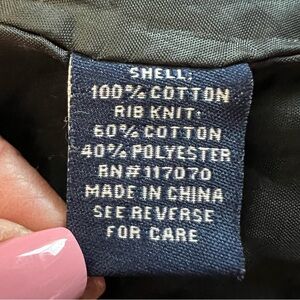 SHELL:
100% COTTON
RIB KNIT:
60% COTTON
40% POLYESTER
RN#117070
MADE IN CHINA
SEE REVERSE
FOR CARE